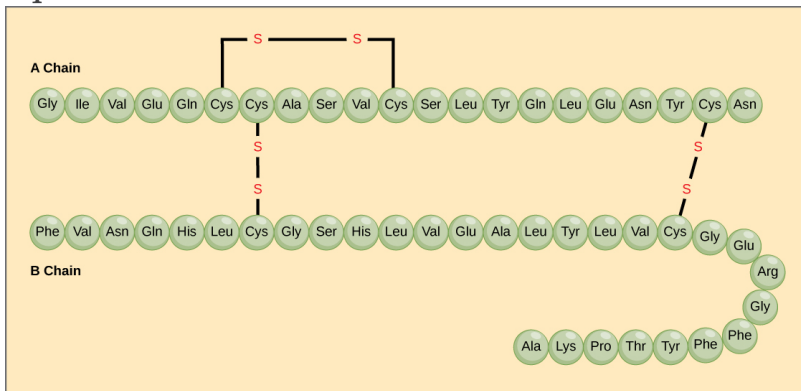 S S
A Chain
Gly Ile Val Glu Gln Cys Cys Ala Ser Val Cys Ser Leu Tyr Gln Leu Glu Asn Tyr Cys Asn
S S
S S
Phe Val Asn Gln His Leu Cys Gly Ser His Leu Val Glu Ala Leu Tyr Leu Val Cys Gly Glu
B Chain
Arg
Gly
Ala Lys Pro Thr Tyr Phe Phe